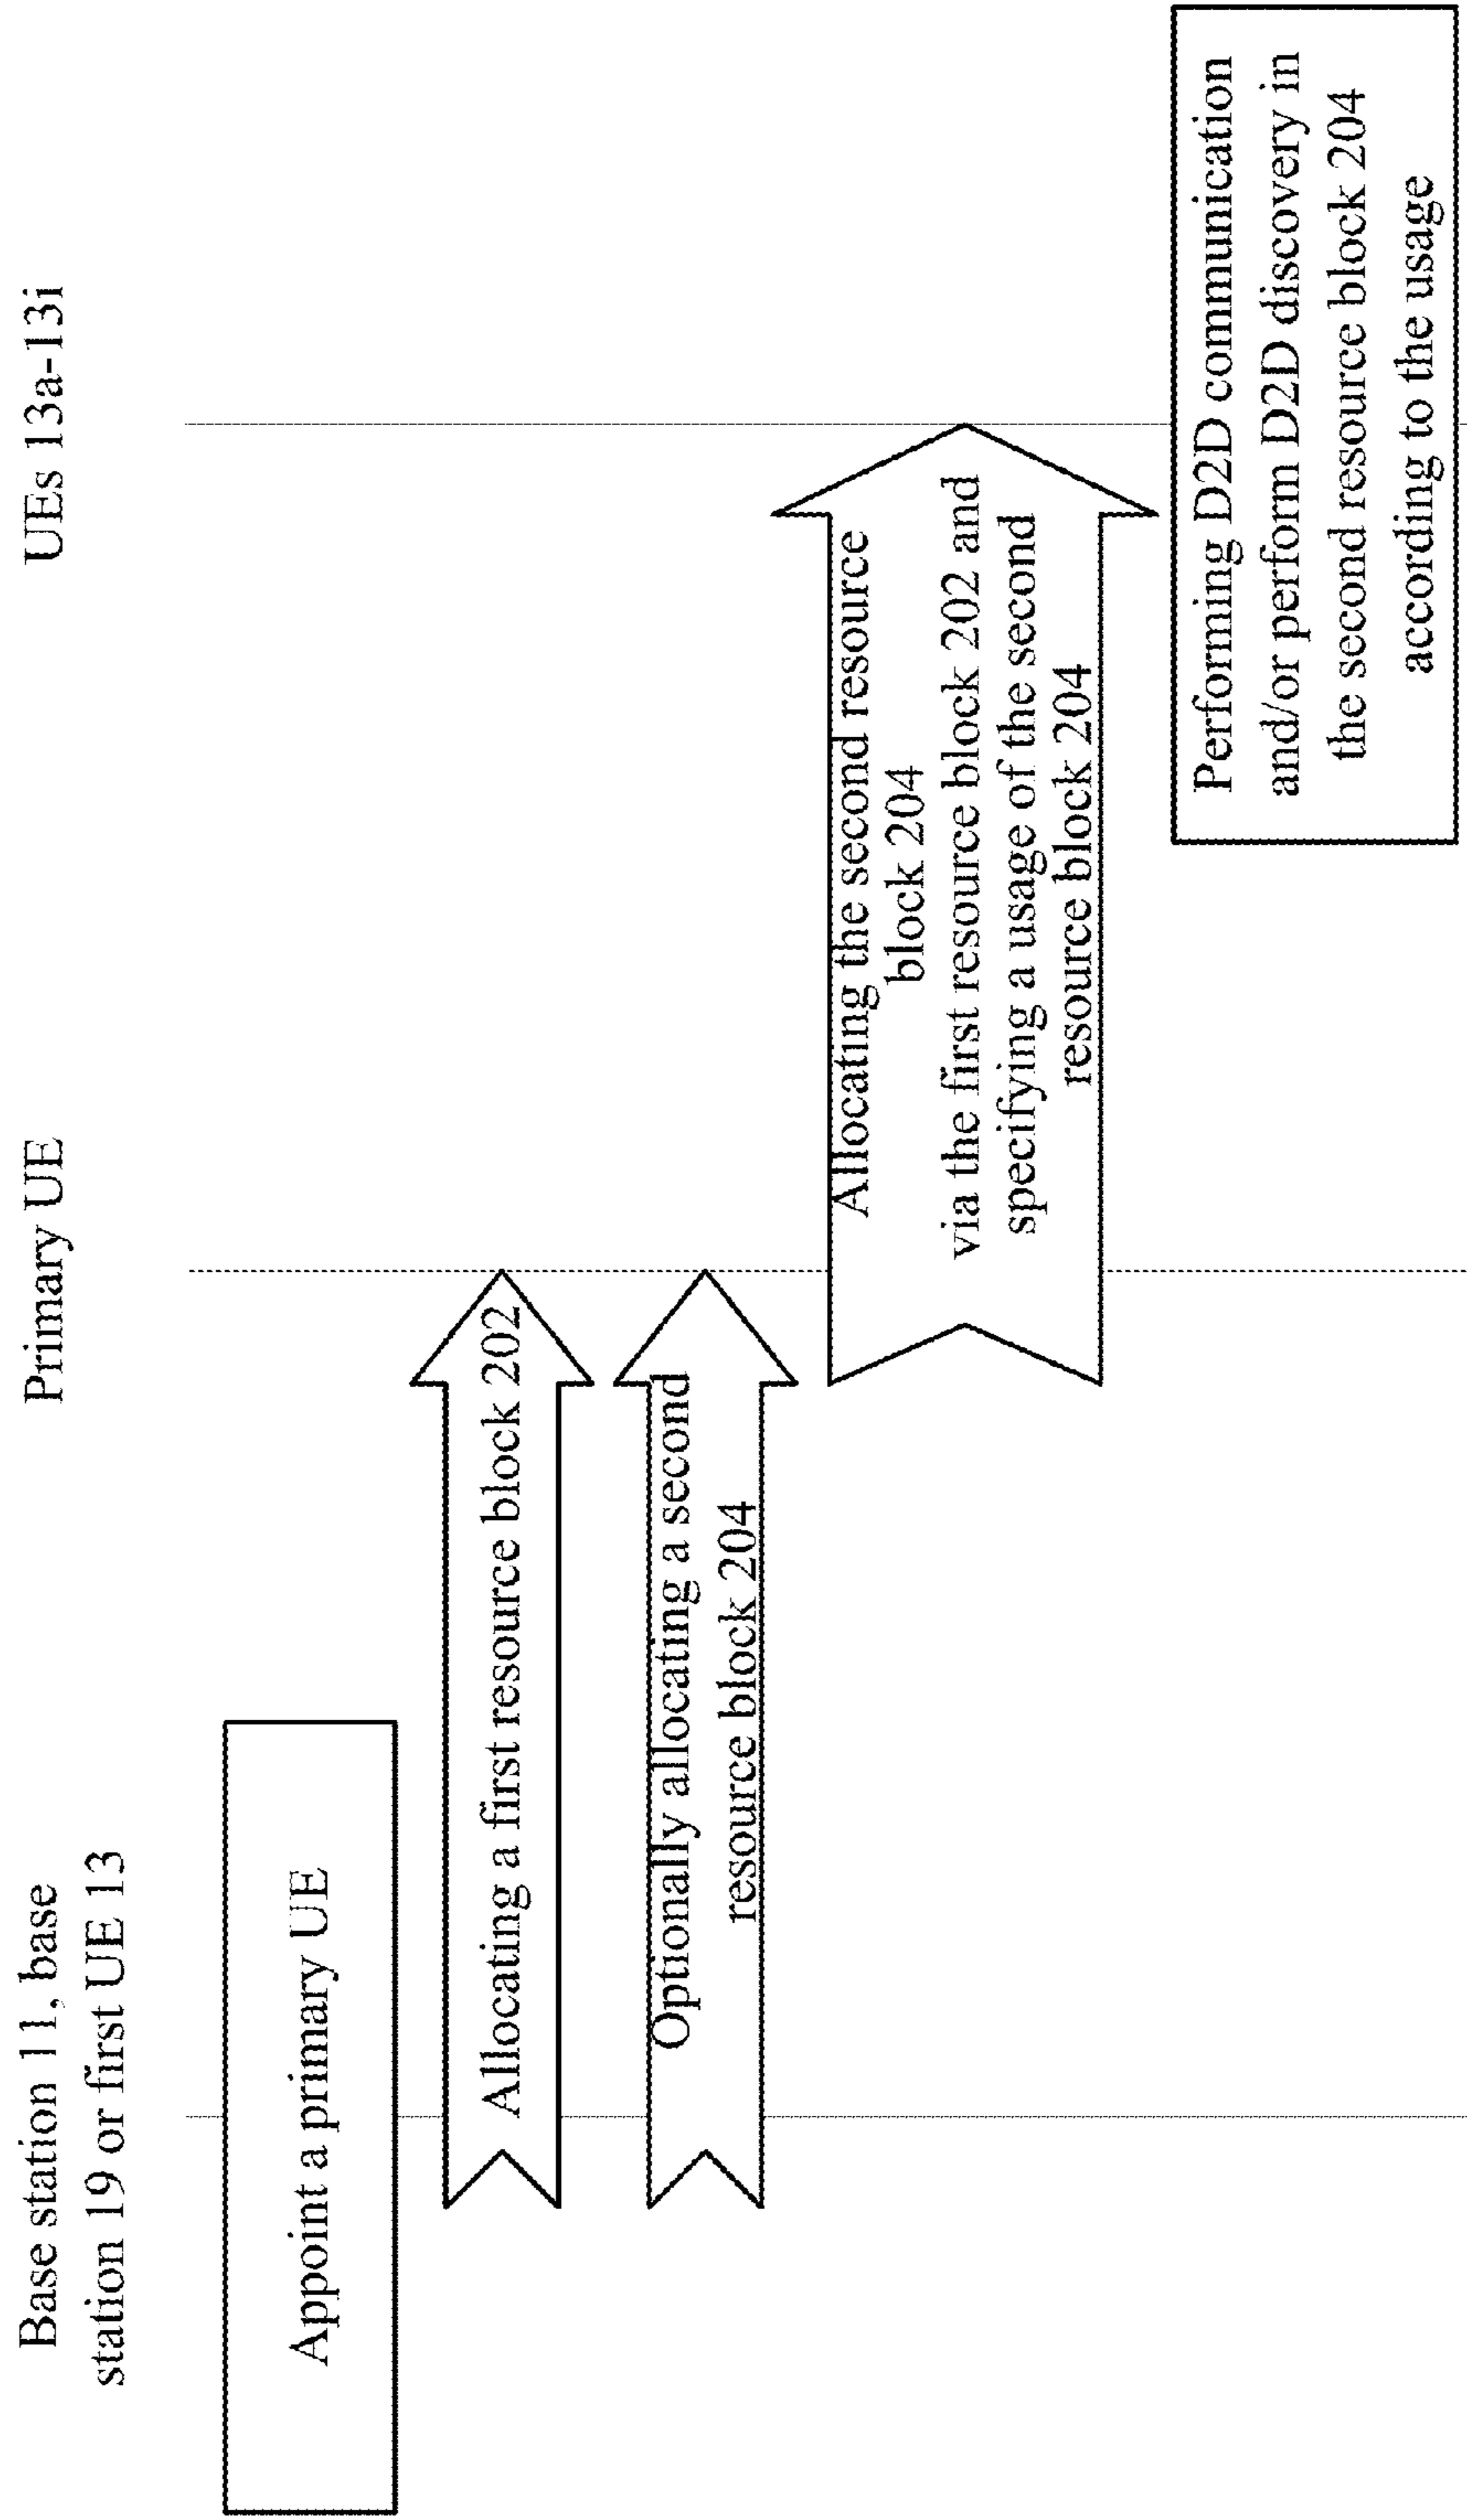 Base station 11, base
station 19 or first UE 13
Primary UE
UEs 13a-13i
Appoint a primary UE
Allocating a first resource block 202
Optionally allocating a second
resource block 204
Allocating the second resource
block 204
via the first resource block 202 and
specifying a usage of the second
resource block 204
Performing D2D communication
and/or perform D2D discovery in
the second resource block 204
according to the usage